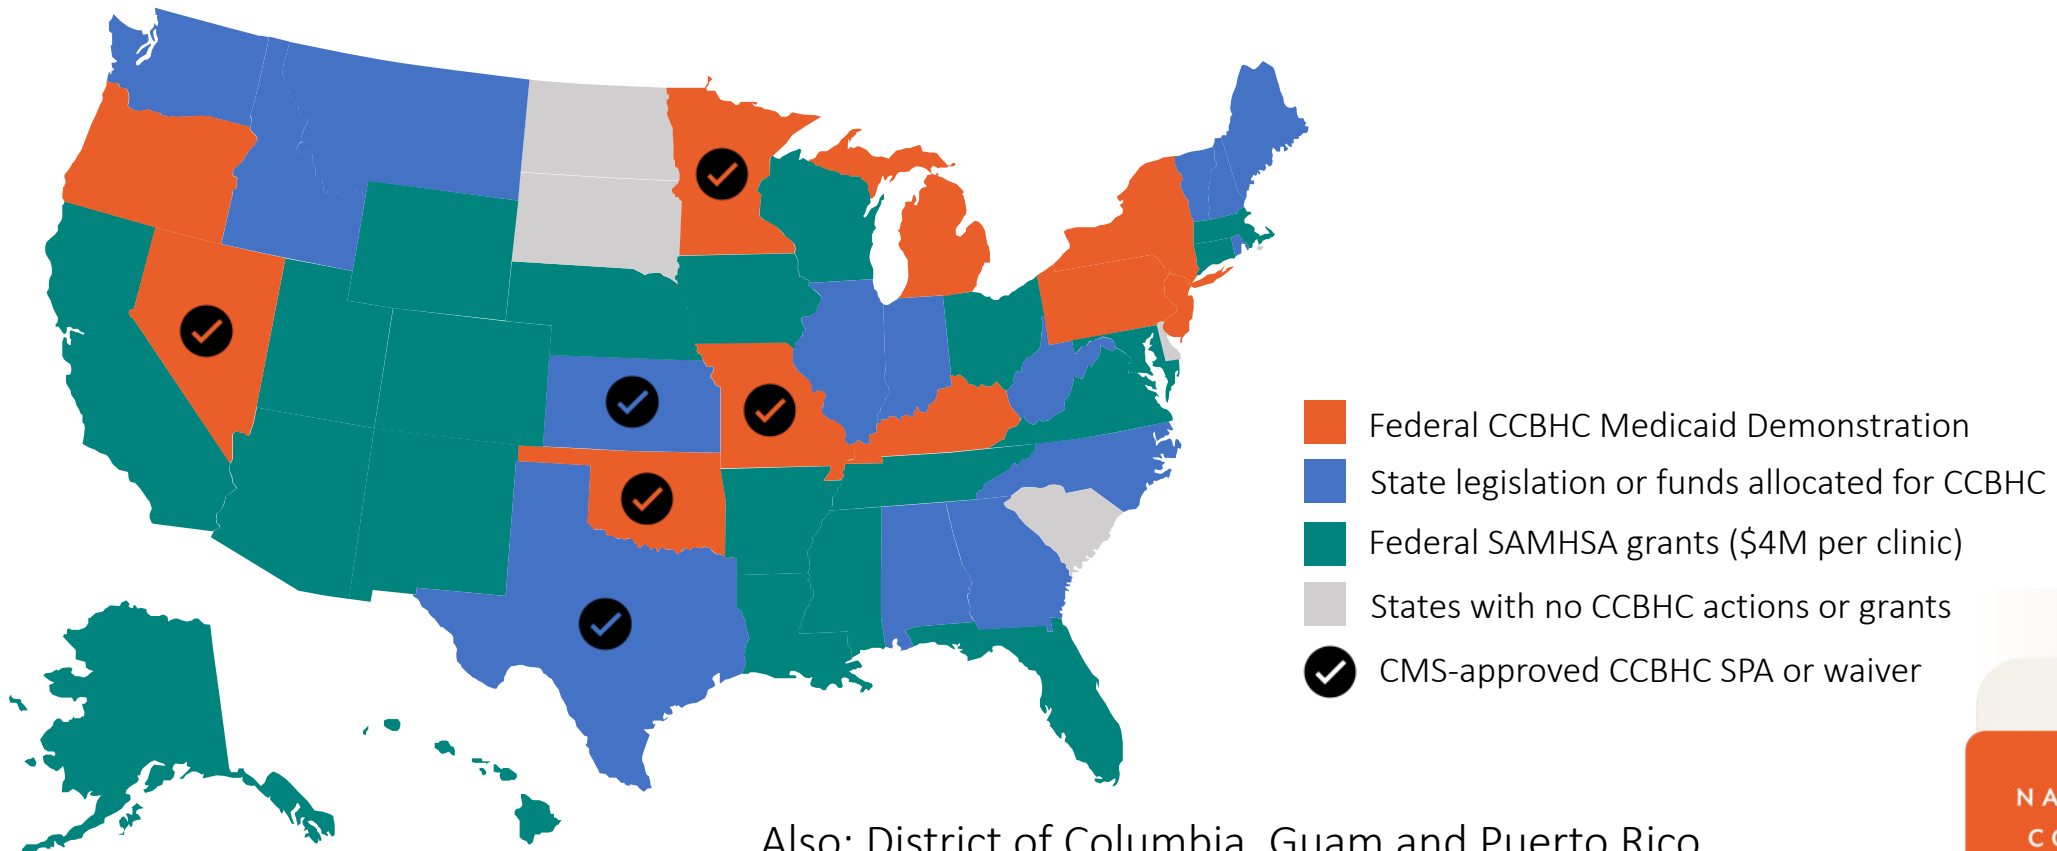 Federal CCBHC Medicaid Demonstration
State legislation or funds allocated for CCBHC
Federal SAMHSA grants ($4M per clinic)
States with no CCBHC actions or grants
CMS-approved CCBHC SPA or waiver
Also: District of Columbia, Guam and Puerto Rico
NA
CO